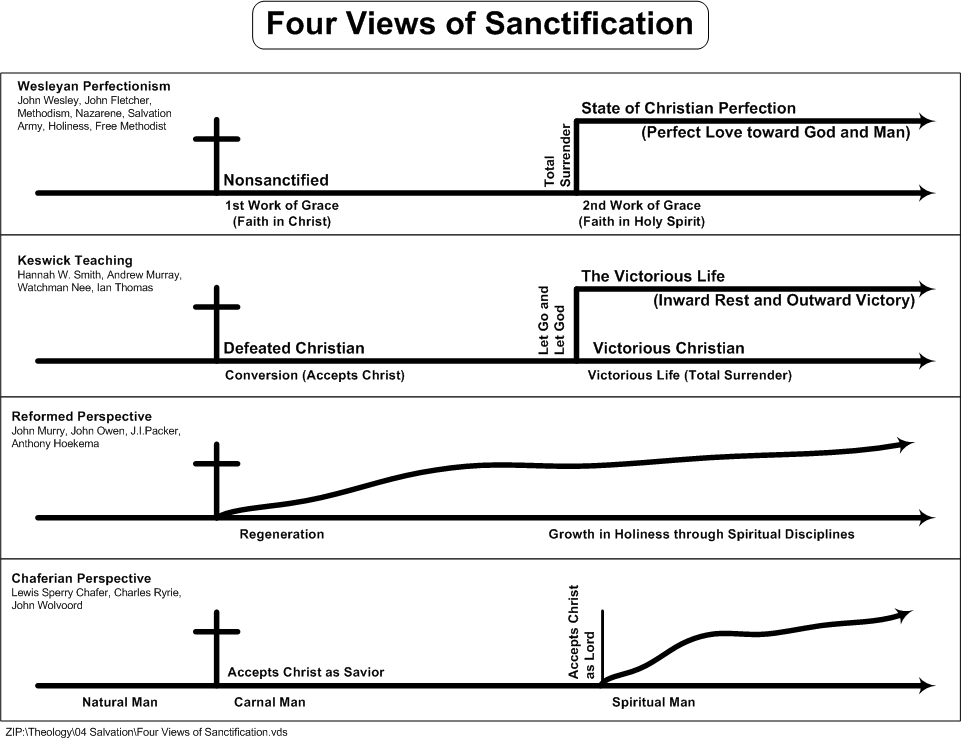 Four Views of Sanctification
Wesleyan Perfectionism
John Wesley, John Fletcher,
Methodism, Nazarene, Salvation
Army, Holiness, Free Methodist
State of Christian Perfection
(Perfect Love toward God and Man)
Total
Surrender
Nonsanctified
1st Work of Grace
(Faith in Christ)
2nd Work of Grace
(Faith in Holy Spirit)
Keswick Teaching
Hannah W. Smith, Andrew Murray,
Watchman Nee, Ian Thomas
The Victorious Life
(Inward Rest and Outward Victory)
Let Go and
Let God
Defeated Christian
Victorious Christian
Conversion (Accepts Christ)
Victorious Life (Total Surrender)
Reformed Perspective
John Murry, John Owen, J.I.Packer,
Anthony Hoekema
Regeneration
Growth in Holiness through Spiritual Disciplines
Chaferian Perspective
Lewis Sperry Chafer, Charles Ryrie,
John Wolvoord
Accepts Christ
as Lord
Accepts Christ as Savior
Natural Man
Carnal Man
Spiritual Man
ZIP:\Theology\04 Salvation\Four Views of Sanctification.vds